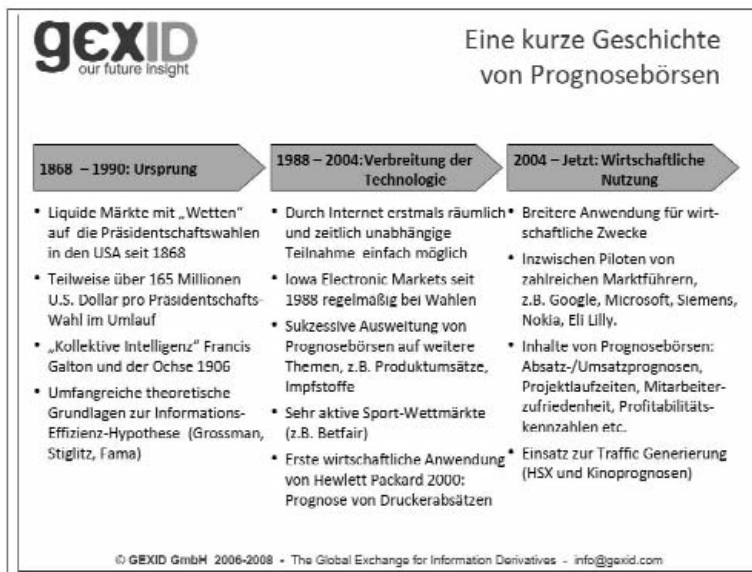 gEXID
our future insight
Eine kurze Geschichte
von Prognosebörsen
1868 – 1990: Ursprung
• Liquide Märkte mit „Wetten“
auf die Präsidentschaftswahlen
in den USA seit 1868
• Teilweise über 165 Millionen
U.S. Dollar pro Präsidentschafts-
Wahl im Umlauf
• „Kollektive Intelligenz“ Francis
Galton und der Ochse 1906
• Umfangreiche theoretische
Grundlagen zur Informations-
Effizienz-Hypothese (Grossman,
Stiglitz, Fama)
1988 – 2004: Verbreitung der
Technologie
• Durch Internet erstmals räumlich
und zeitlich unabhängige
Teilnahme einfach möglich
• Iowa Electronic Markets seit
1988 regelmäßig bei Wahlen
• Sukzessive Ausweitung von
Prognosebörsen auf weitere
Themen, z.B. Produktumsätze,
Impfstoffe
• Sehr aktive Sport-Wettmärkte
(z.B. Betfair)
• Erste wirtschaftliche Anwendung
von Hewlett Packard 2000:
Prognose von Druckerabsätzen
2004 – Jetzt: Wirtschaftliche
Nutzung
• Breitere Anwendung für wirt-
schaftliche Zwecke
• Inzwischen Piloten von
zahlreichen Marktführern,
z.B. Google, Microsoft, Siemens,
Nokia, Eli Lilly.
• Inhalte von Prognosebörsen:
Absatz-/Umsatzprognosen,
Projektlaufzeiten, Mitarbeiter-
zufriedenheit, Profitabilitäts-
kennzahlen etc.
• Einsatz zur Traffic Generierung
(HSX und Kinoprognosen)
© GEXID GmbH 2006-2008 - The Global Exchange for Information Derivatives - info@gexid.com